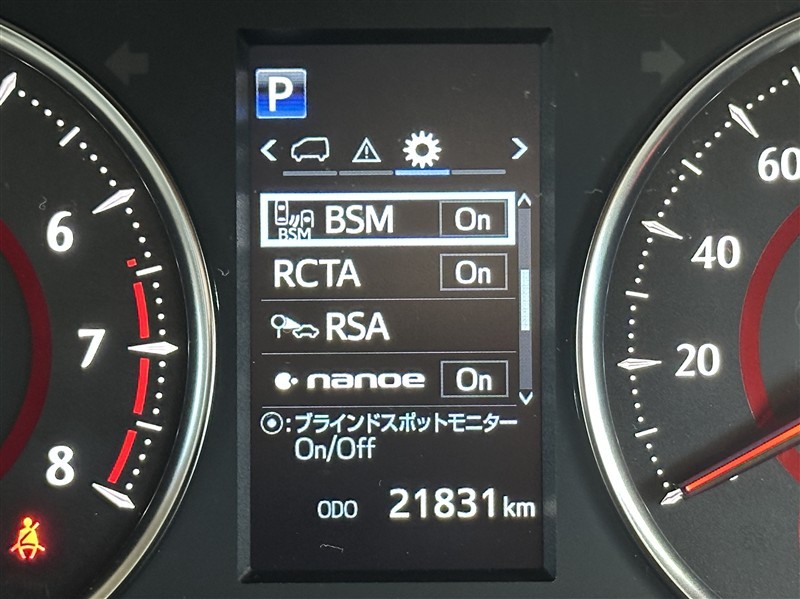 P
BSM BSM On
RCTA On
RSA
nanoe On
:ブラインドスポットモニター
On/Off
ODO 21831 km
6
7
8
60
40
20